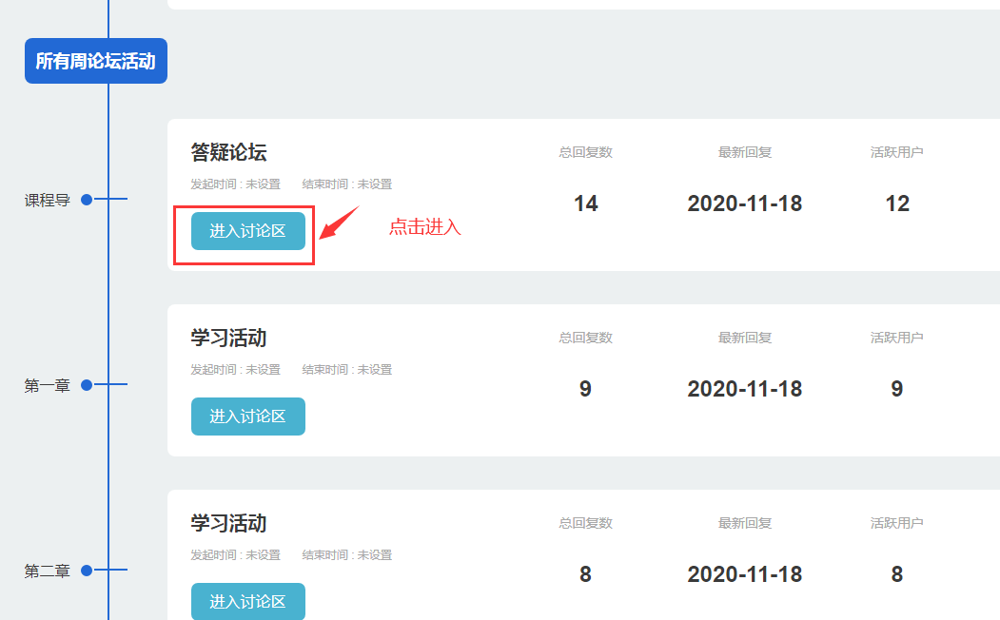 所有周论坛活动
答疑论坛
总回复数
最新回复
活跃用户
发起时间 : 未设置
结束时间 : 未设置
课程导
14
2020-11-18
12
进入讨论区
点击进入
学习活动
总回复数
最新回复
活跃用户
发起时间 : 未设置
结束时间 : 未设置
第一章
9
2020-11-18
9
进入讨论区
学习活动
总回复数
最新回复
活跃用户
发起时间 : 未设置
结束时间 : 未设置
第二章
8
2020-11-18
8
进入讨论区